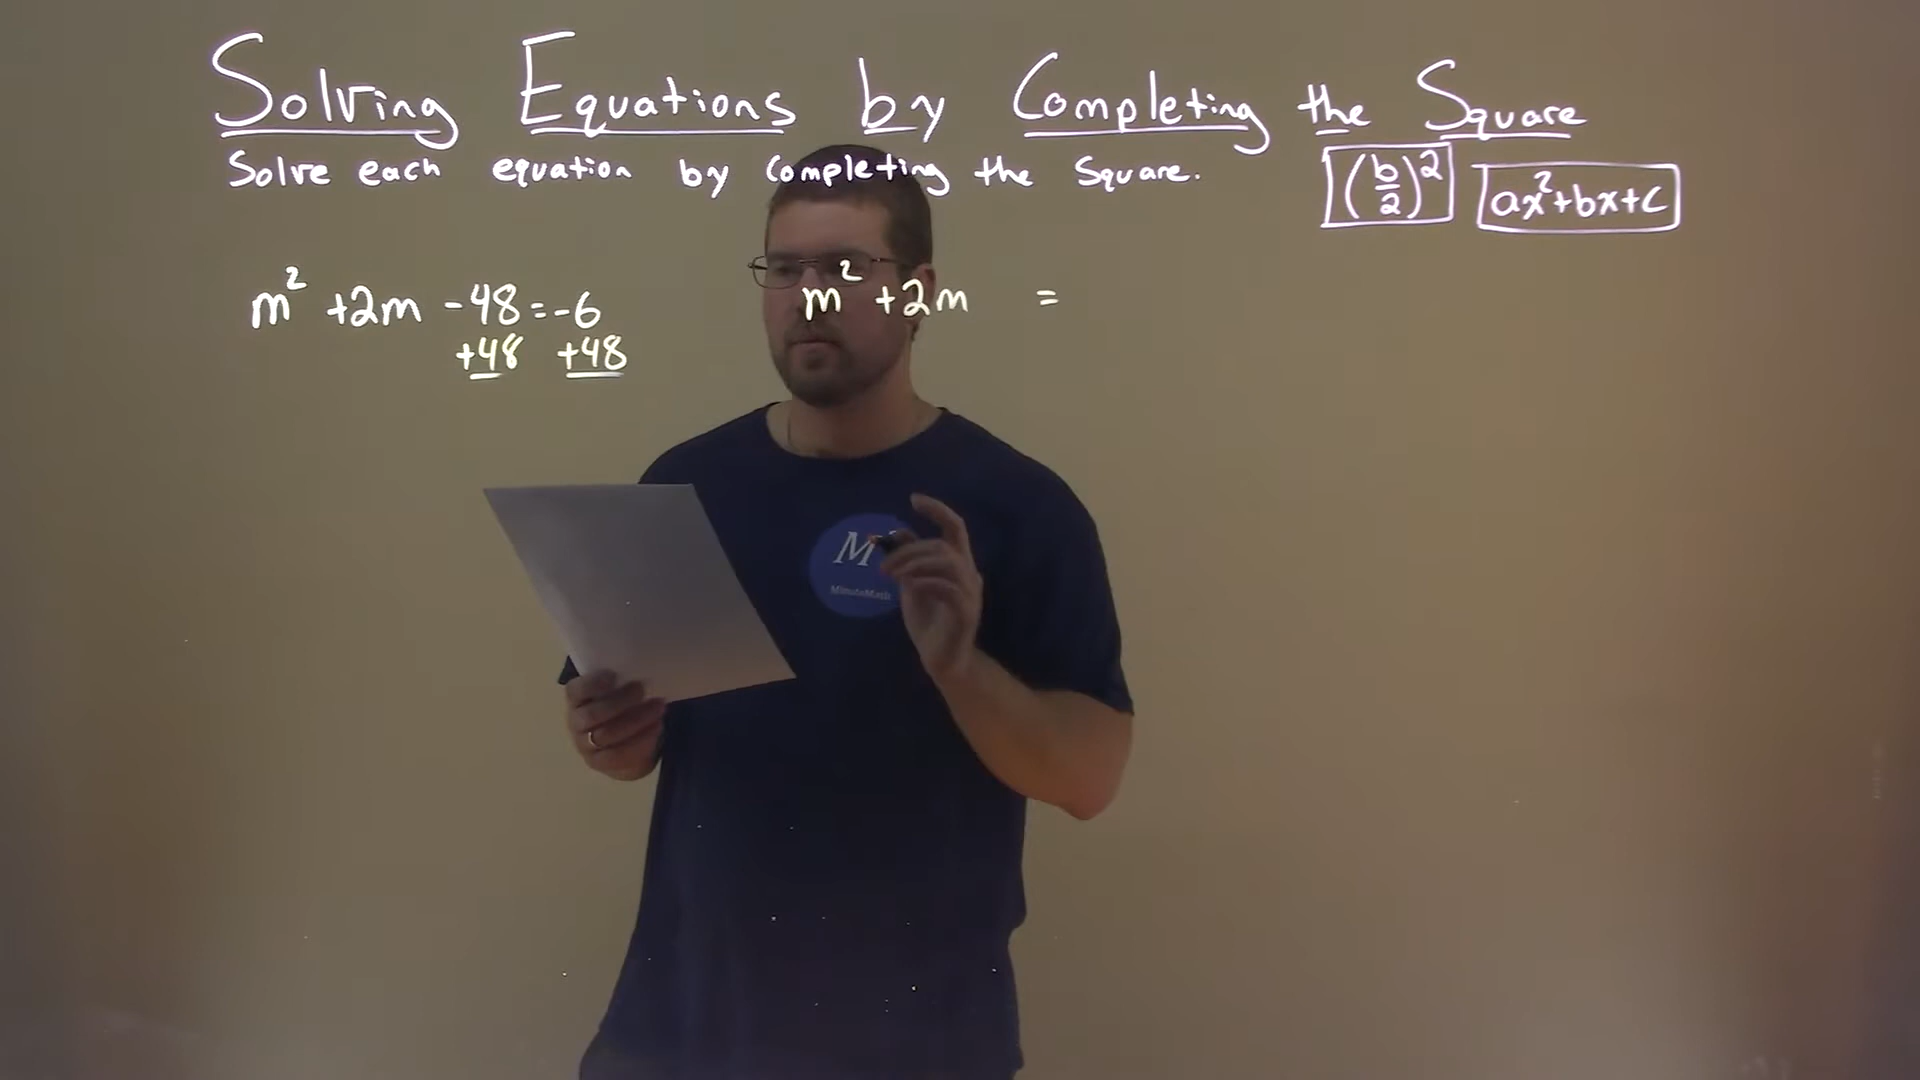 Solving Equations by Completing the Square
Solve each equation by Completing the Square.
(b/2)²
ax²+bx+c
m² +2m -48=-6
+48 +48
m² +2m =
M
MinuteMath